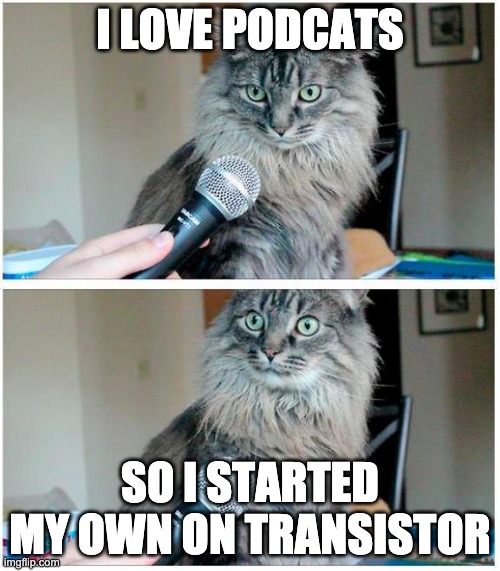 I LOVE PODCATS
SO I STARTED
MY OWN ON TRANSISTOR
imgflip.com